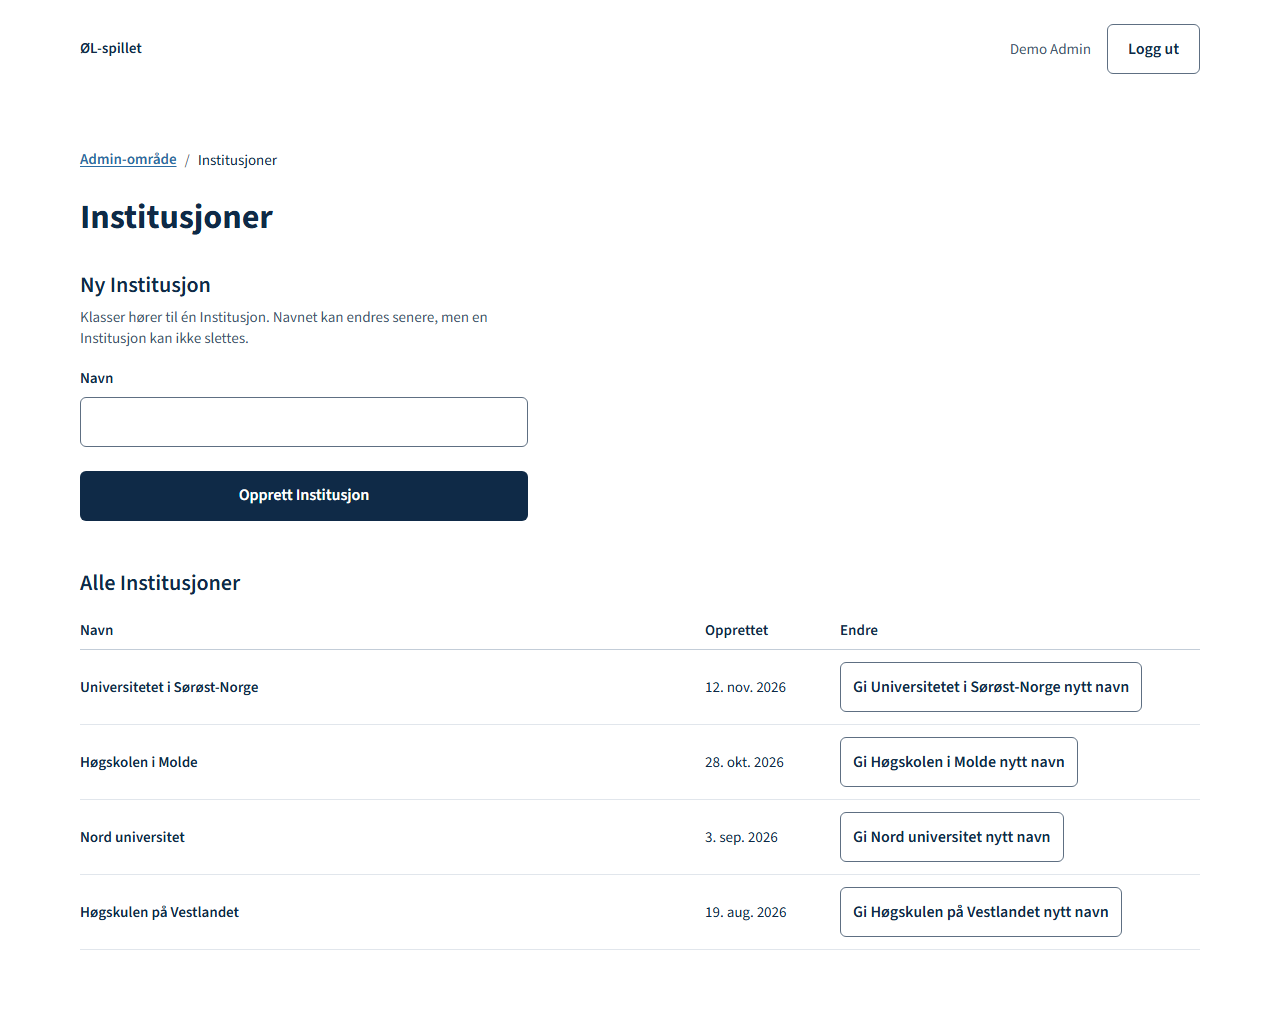 ØL-spillet
Demo Admin
Logg ut
Admin-område / Institusjoner
Institusjoner
Ny Institusjon
Klasser hører til én Institusjon. Navnet kan endres senere, men en
Institusjon kan ikke slettes.
Navn
Opprett Institusjon
Alle Institusjoner
Navn Opprettet Endre
Universitetet i Sørøst-Norge 12. nov. 2026 Gi Universitetet i Sørøst-Norge nytt navn
Høgskolen i Molde 28. okt. 2026 Gi Høgskolen i Molde nytt navn
Nord universitet 3. sep. 2026 Gi Nord universitet nytt navn
Høgskulen på Vestlandet 19. aug. 2026 Gi Høgskulen på Vestlandet nytt navn